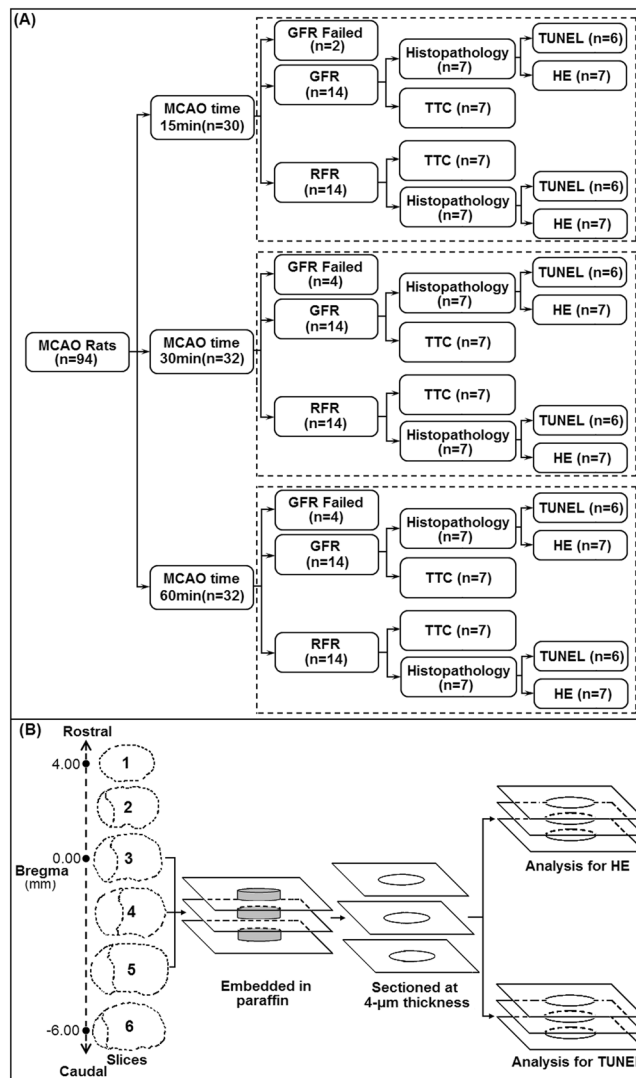 (A)
MCAO Rats
(n=94)
MCAO time
15min(n=30)
GFR Failed
(n=2)
GFR
(n=14)
Histopathology
(n=7)
TUNEL (n=6)
HE (n=7)
TTC (n=7)
RFR
(n=14)
TTC (n=7)
Histopathology
(n=7)
TUNEL (n=6)
HE (n=7)
MCAO time
30min(n=32)
GFR Failed
(n=4)
GFR
(n=14)
Histopathology
(n=7)
TUNEL (n=6)
HE (n=7)
TTC (n=7)
RFR
(n=14)
TTC (n=7)
Histopathology
(n=7)
TUNEL (n=6)
HE (n=7)
MCAO time
60min(n=32)
GFR Failed
(n=4)
GFR
(n=14)
Histopathology
(n=7)
TUNEL (n=6)
HE (n=7)
TTC (n=7)
RFR
(n=14)
TTC (n=7)
Histopathology
(n=7)
TUNEL (n=6)
HE (n=7)
(B)
Rostral
4.00
0.00
Bregma
(mm)
-6.00
Caudal
1
2
3
4
5
6
Slices
Embedded in
paraffin
Sectioned at
4-μm thickness
Analysis for HE
Analysis for TUNEL